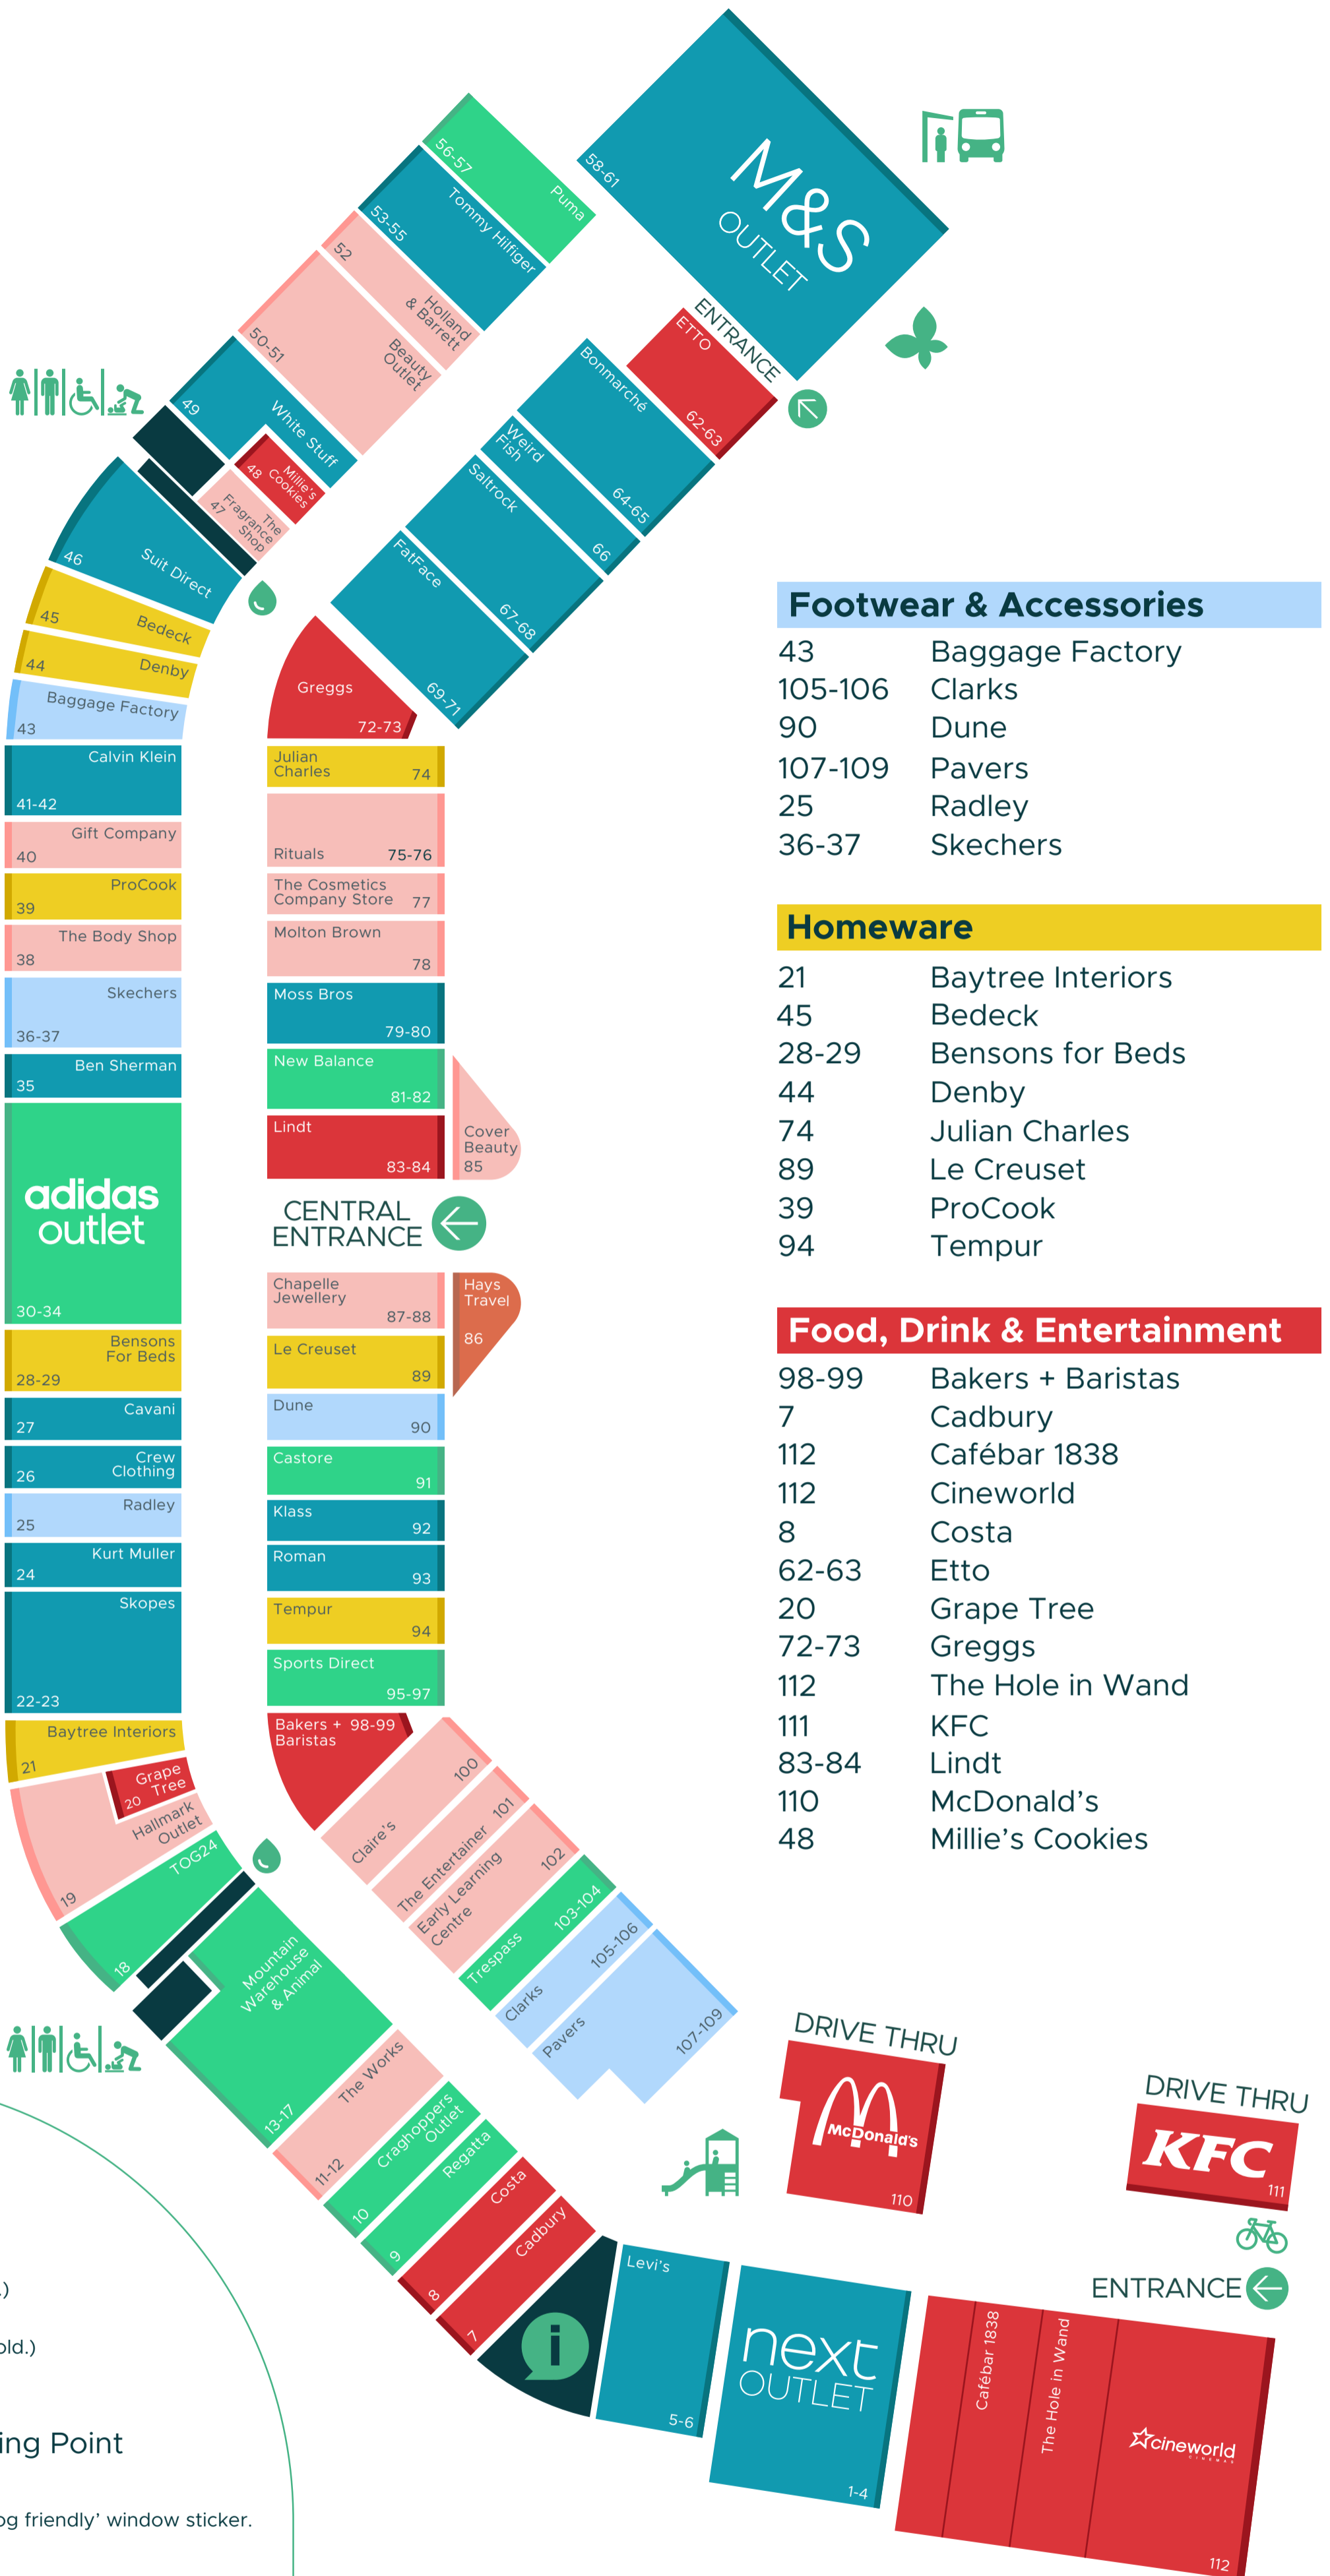 M&S
OUTLET
58-61
56-57
Puma
53-55
Tommy Hilfiger
52
Holland
& Barrett
50-51
Beauty
Outlet
49
White Stuff
48
Millie's
Cookies
47
The
Fragrance
Shop
46
Suit Direct
45
Bedeck
44
Denby
Baggage Factory
43
Calvin Klein
41-42
Gift Company
40
ProCook
39
The Body Shop
38
Skechers
36-37
Ben Sherman
35
adidas
outlet
30-34
Bensons
For Beds
28-29
Cavani
27
Crew
Clothing
26
Radley
25
Kurt Muller
24
Skopes
22-23
Baytree Interiors
21
Grape
Tree
20
Hallmark
Outlet
19
TOG24
18
Mountain
Warehouse
& Animal
13-17
The Works
11-12
Craghoppers
Outlet
10
Regatta
9
Costa
8
Cadbury
7
i
Levi's
5-6
next
OUTLET
1-4
Cafébar 1838
The Hole in Wand
cineworld
CINEMAS
112
ENTRANCE
ENTRANCE
ETTO
62-63
Bonmarché
64-65
Weird
Fish
66
Saltrock
67-68
FatFace
69-71
Greggs
72-73
Julian
Charles
74
Rituals
75-76
The Cosmetics
Company Store
77
Molton Brown
78
Moss Bros
79-80
New Balance
81-82
Lindt
83-84
Cover
Beauty
85
CENTRAL
ENTRANCE
Chapelle
Jewellery
87-88
Hays
Travel
86
Le Creuset
89
Dune
90
Castore
91
Klass
92
Roman
93
Tempur
94
Sports Direct
95-97
Bakers + 98-99
Baristas
Claire's
100
The Entertainer
101
Early Learning
Centre
102
Trespass
103-104
Clarks
105-106
Pavers
107-109
DRIVE THRU
McDonald's
110
DRIVE THRU
KFC
111
Footwear & Accessories
43 Baggage Factory
105-106 Clarks
90 Dune
107-109 Pavers
25 Radley
36-37 Skechers
Homeware
21 Baytree Interiors
45 Bedeck
28-29 Bensons for Beds
44 Denby
74 Julian Charles
89 Le Creuset
39 ProCook
94 Tempur
Food, Drink & Entertainment
98-99 Bakers + Baristas
7 Cadbury
112 Cafébar 1838
112 Cineworld
8 Costa
62-63 Etto
20 Grape Tree
72-73 Greggs
112 The Hole in Wand
111 KFC
83-84 Lindt
110 McDonald's
48 Millie's Cookies
.)
old.)
ing Point
og friendly' window sticker.